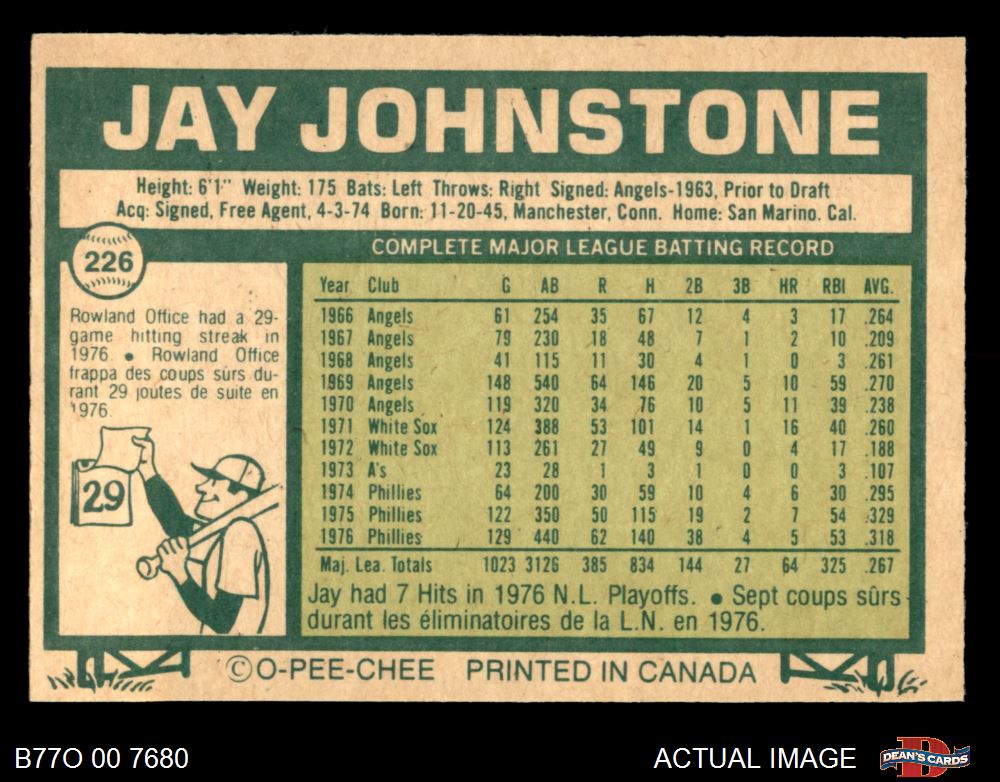 JAY JOHNSTONE
Height: 6'1" Weight: 175 Bats: Left Throws: Right Signed: Angels-1963, Prior to Draft
Acq: Signed, Free Agent, 4-3-74 Born: 11-20-45, Manchester, Conn. Home: San Marino. Cal.
226
Rowland Office had a 29-
game hitting streak in
1976. ● Rowland Office
frappa des coups sûrs du-
rant 29 joutes de suite en
1976.
29
COMPLETE MAJOR LEAGUE BATTING RECORD
Year Club G AB R H 2B 3B HR RBI AVG.
1966 Angels 61 254 35 67 12 4 3 17 .264
1967 Angels 79 230 18 48 7 1 2 10 .209
1968 Angels 41 115 11 30 4 1 0 3 .261
1969 Angels 148 540 64 146 20 5 10 59 .270
1970 Angels 119 320 34 76 10 5 11 39 .238
1971 White Sox 124 388 53 101 14 1 16 40 .260
1972 White Sox 113 261 27 49 9 0 4 17 .188
1973 A's 23 28 1 3 1 0 0 3 .107
1974 Phillies 64 200 30 59 10 4 6 30 .295
1975 Phillies 122 350 50 115 19 2 7 54 .329
1976 Phillies 129 440 62 140 38 4 5 53 .318
Maj. Lea. Totals 1023 3126 385 834 144 27 64 325 .267
Jay had 7 Hits in 1976 N.L. Playoffs. ● Sept coups sûrs
durant les éliminatoires de la L.N. en 1976.
©O-PEE-CHEE PRINTED IN CANADA
B77O 00 7680
ACTUAL IMAGE
D
DEAN'S CARDS